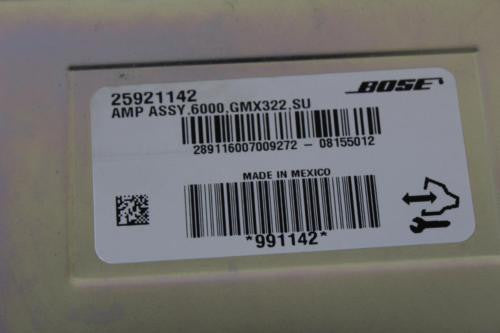 BOSE
25921142
AMP ASSY,6000,GMX322,SU
289116007009272 - 08155012
MADE IN MEXICO
*991142*